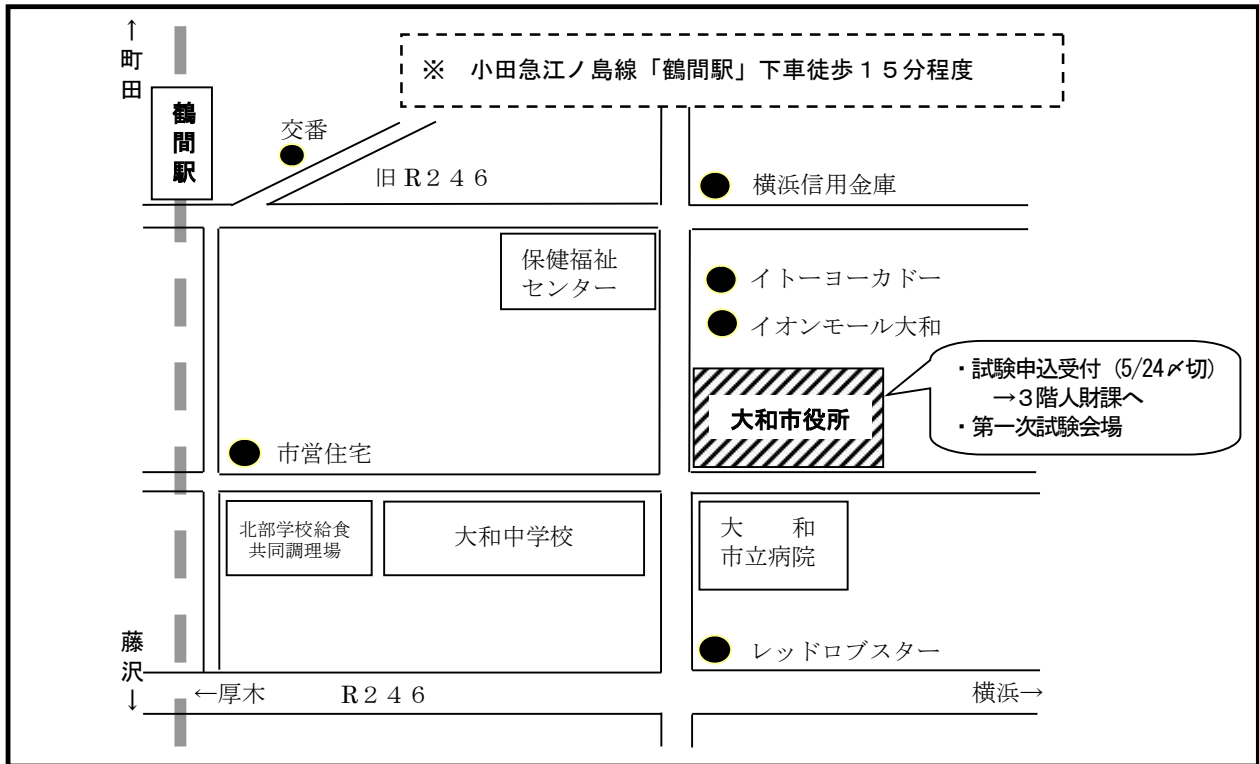 ↑町田
※　小田急江ノ島線「鶴間駅」下車徒歩１５分程度
鶴間駅
交番
旧R２４６
横浜信用金庫
保健福祉
センター
イトーヨーカドー
イオンモール大和
・試験申込受付（5/24〆切）
→３階人財課へ
・第一次試験会場
大和市役所
市営住宅
北部学校給食
共同調理場
大和中学校
大　　和
市立病院
藤沢↓
レッドロブスター
←厚木
R２４６
横浜→